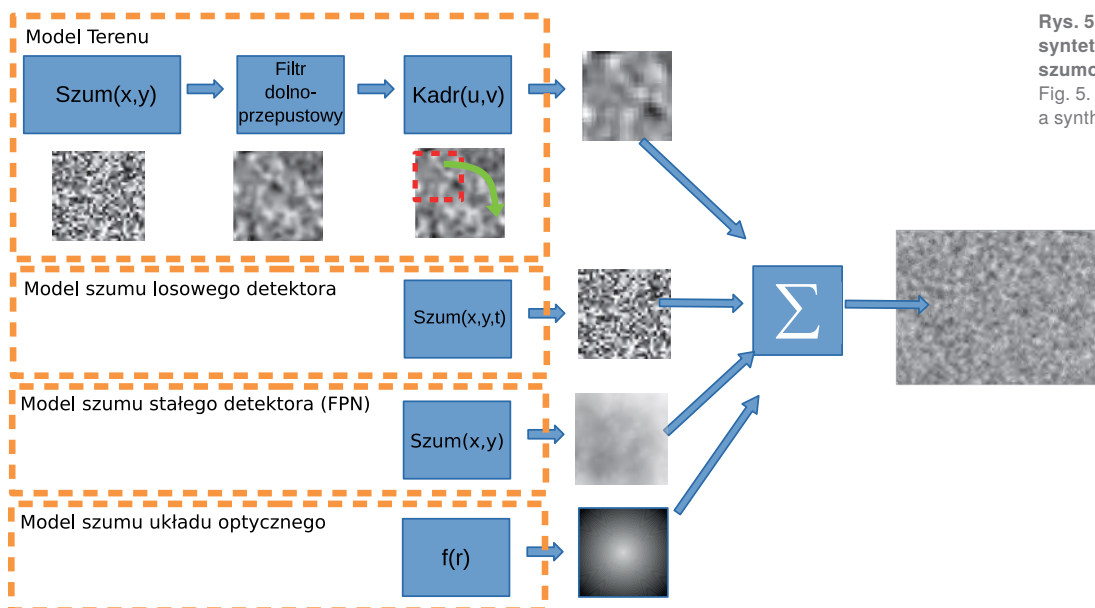 Model Terenu
Szum(x,y)
Filtr
dolno-
przepustowy
Kadr(u,v)
Model szumu losowego detektora
Szum(x,y,t)
Model szumu stałego detektora (FPN)
Szum(x,y)
Model szumu układu optycznego
f(r)
∑
Rys. 5
syntet
szumo
Fig. 5.
a synth